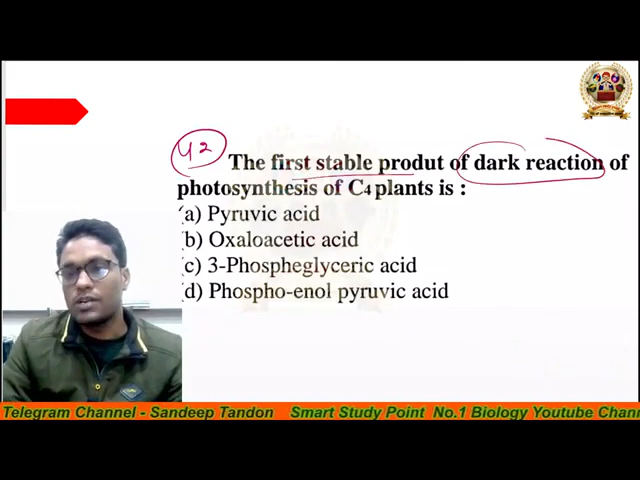 42
The first stable produt of dark reaction of
photosynthesis of C4 plants is :
(a) Pyruvic acid
(b) Oxaloacetic acid
(c) 3-Phospheglyceric acid
(d) Phospho-enol pyruvic acid
Telegram Channel - Sandeep Tandon Smart Study Point No.1 Biology Youtube Chann